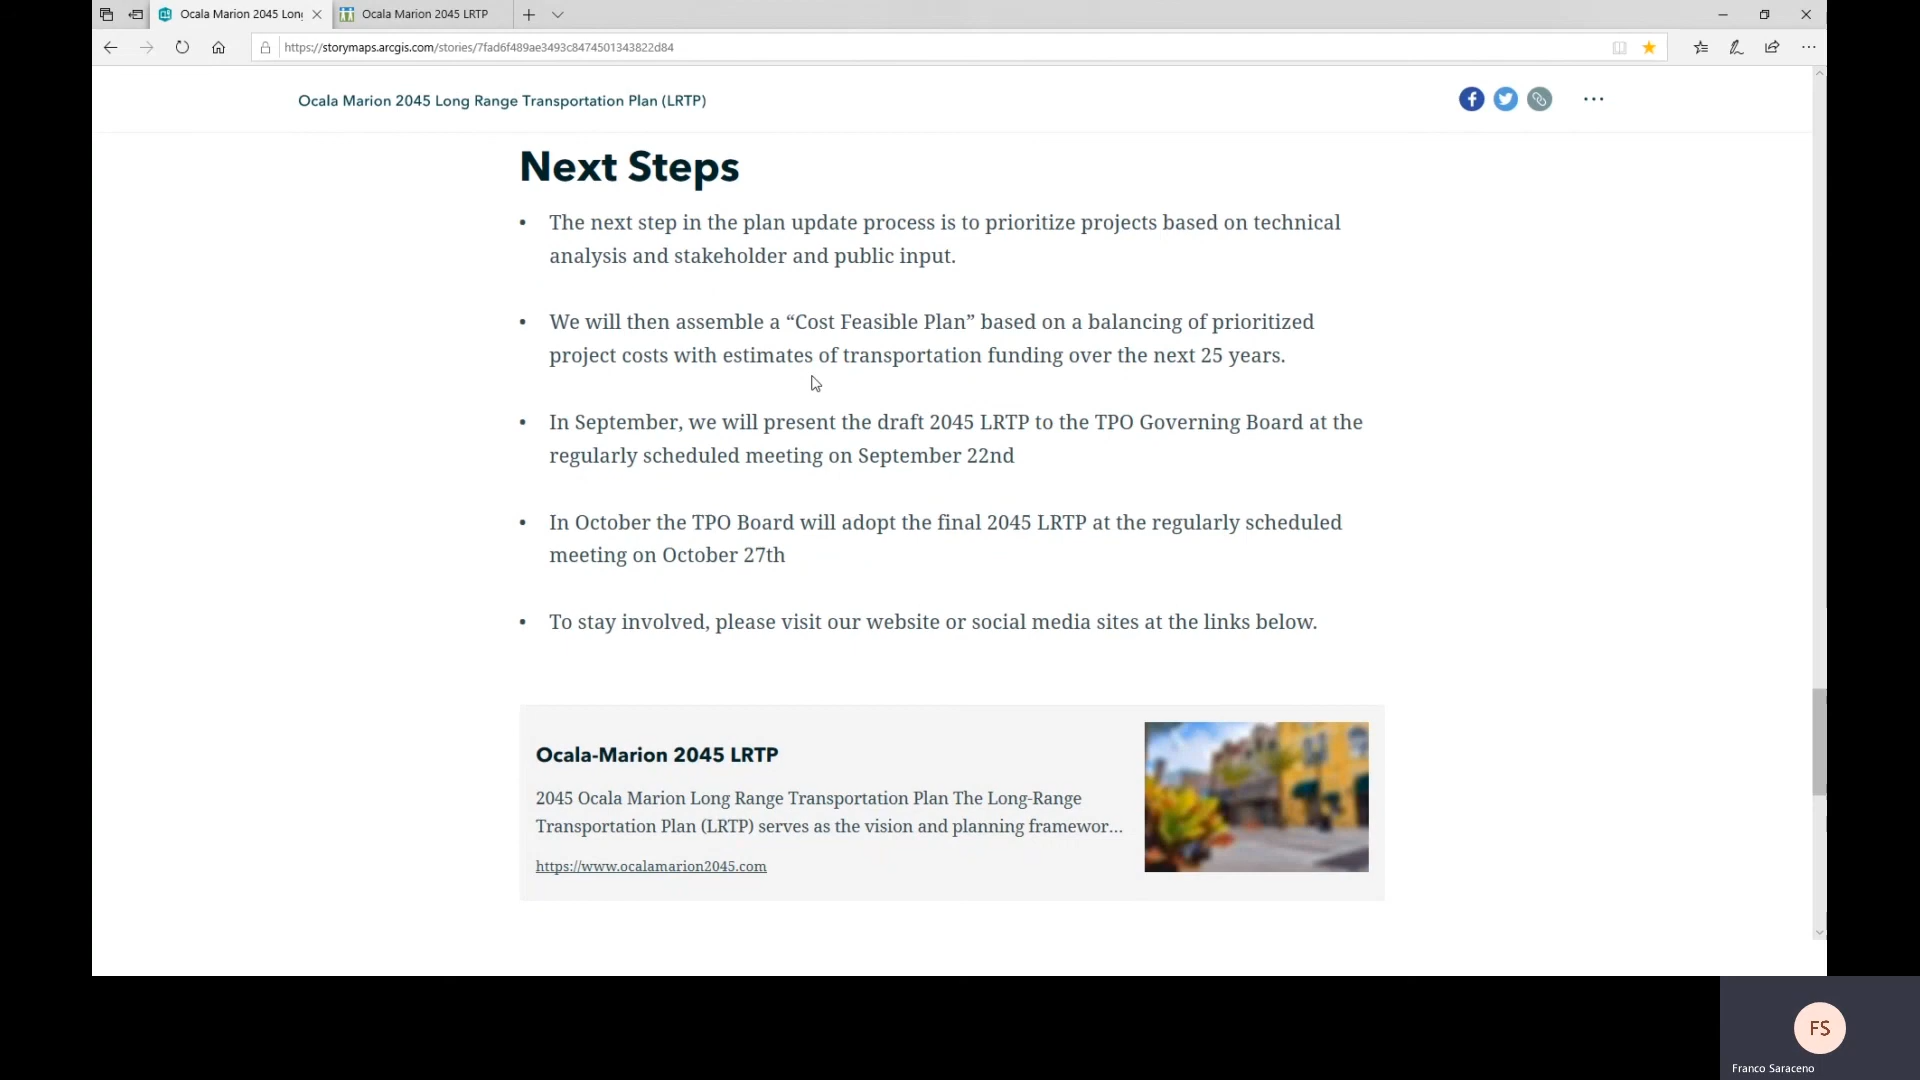 Ocala Marion 2045 Lon
Ocala Marion 2045 LRTP
https://storymaps.arcgis.com/stories/7fad6f489ae3493c8474501343822d84
Ocala Marion 2045 Long Range Transportation Plan (LRTP)
Next Steps
• The next step in the plan update process is to prioritize projects based on technical
analysis and stakeholder and public input.
• We will then assemble a “Cost Feasible Plan” based on a balancing of prioritized
project costs with estimates of transportation funding over the next 25 years.
• In September, we will present the draft 2045 LRTP to the TPO Governing Board at the
regularly scheduled meeting on September 22nd
• In October the TPO Board will adopt the final 2045 LRTP at the regularly scheduled
meeting on October 27th
• To stay involved, please visit our website or social media sites at the links below.
Ocala-Marion 2045 LRTP
2045 Ocala Marion Long Range Transportation Plan The Long-Range
Transportation Plan (LRTP) serves as the vision and planning framewor...
https://www.ocalamarion2045.com
FS
Franco Saraceno